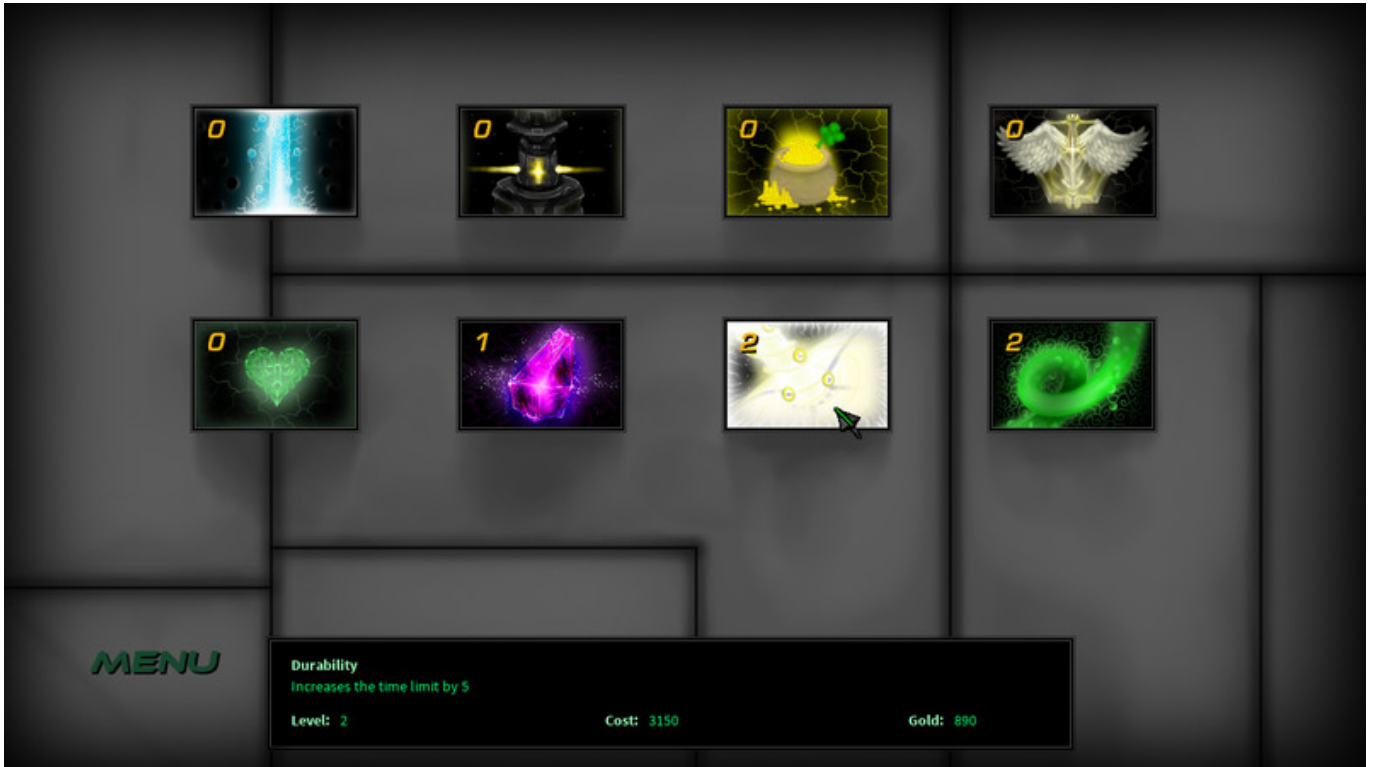 0 0 0 0
0 1 2 2
MENU
Durability
Increases the time limit by 5
Level: 2 Cost: 3150 Gold: 890